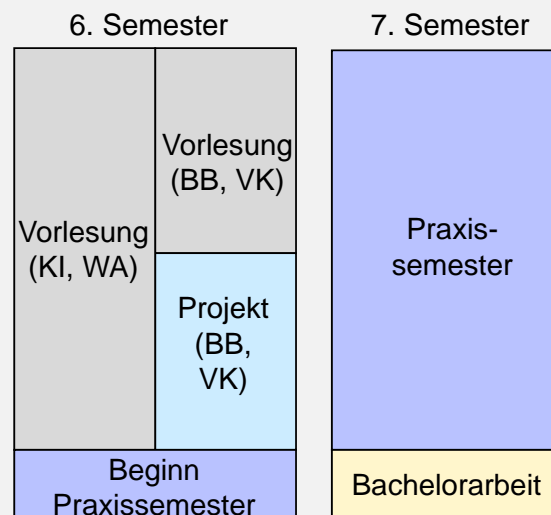 6. Semester
7. Semester
Vorlesung
(KI, WA)
Vorlesung
(BB, VK)
Projekt
(BB,
VK)
Beginn
Praxissemester
Praxis-
semester
Bachelorarbeit